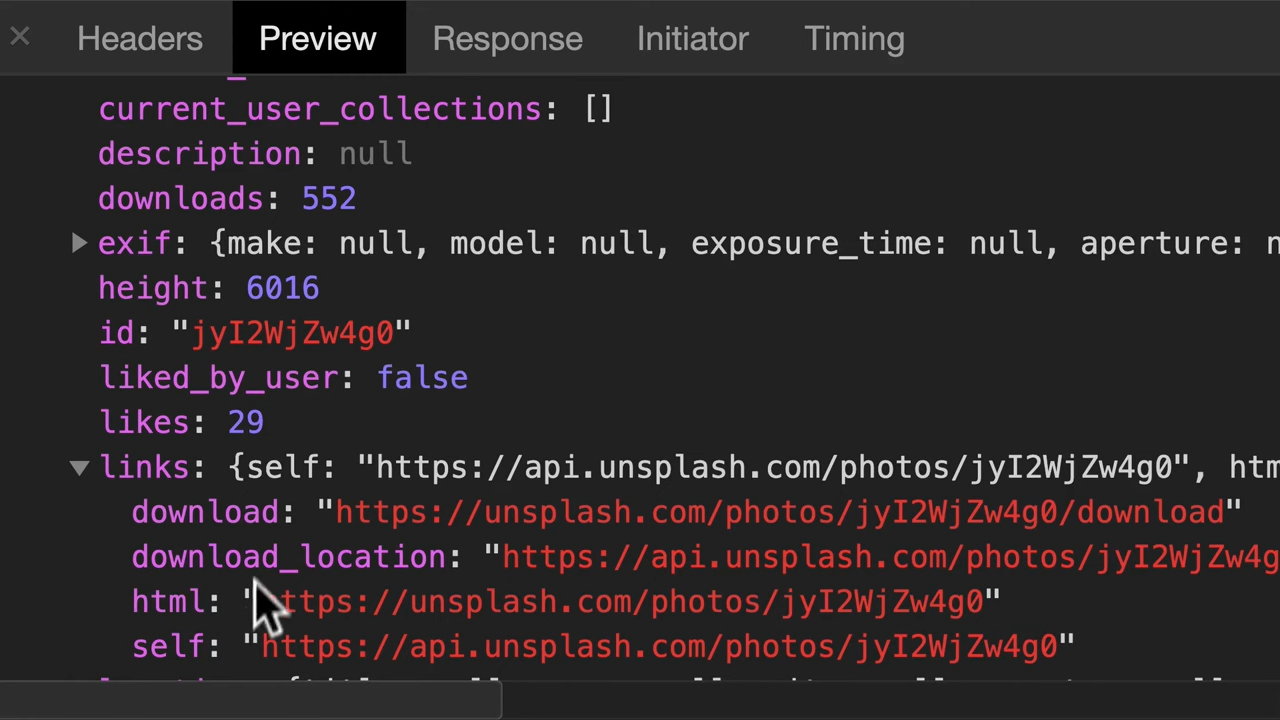 × Headers Preview Response Initiator Timing
current_user_collections: []
description: null
downloads: 552
exif: {make: null, model: null, exposure_time: null, aperture: n
height: 6016
id: "jyI2WjZw4g0"
liked_by_user: false
likes: 29
links: {self: "https://api.unsplash.com/photos/jyI2WjZw4g0", htm
download: "https://unsplash.com/photos/jyI2WjZw4g0/download"
download_location: "https://api.unsplash.com/photos/jyI2WjZw4g
html: "https://unsplash.com/photos/jyI2WjZw4g0"
self: "https://api.unsplash.com/photos/jyI2WjZw4g0"